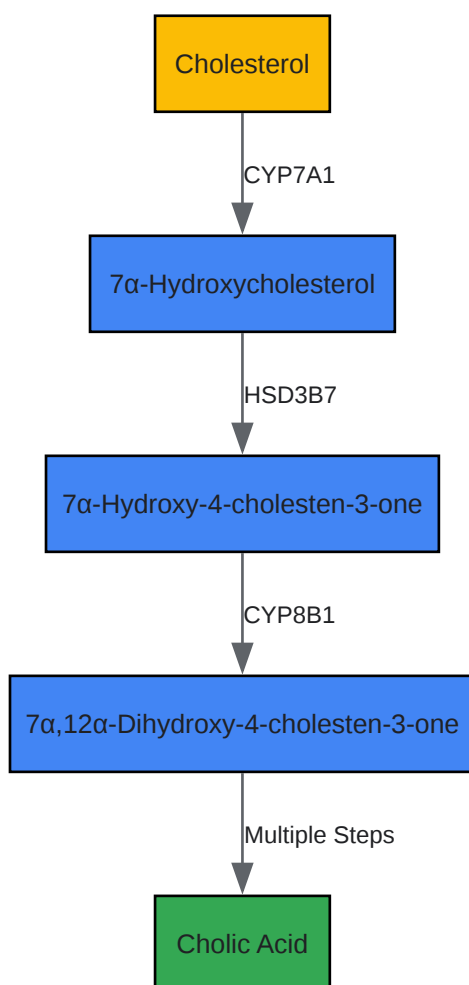 Cholesterol
CYP7A1
7α-Hydroxycholesterol
HSD3B7
7α-Hydroxy-4-cholesten-3-one
CYP8B1
7α,12α-Dihydroxy-4-cholesten-3-one
Multiple Steps
Cholic Acid